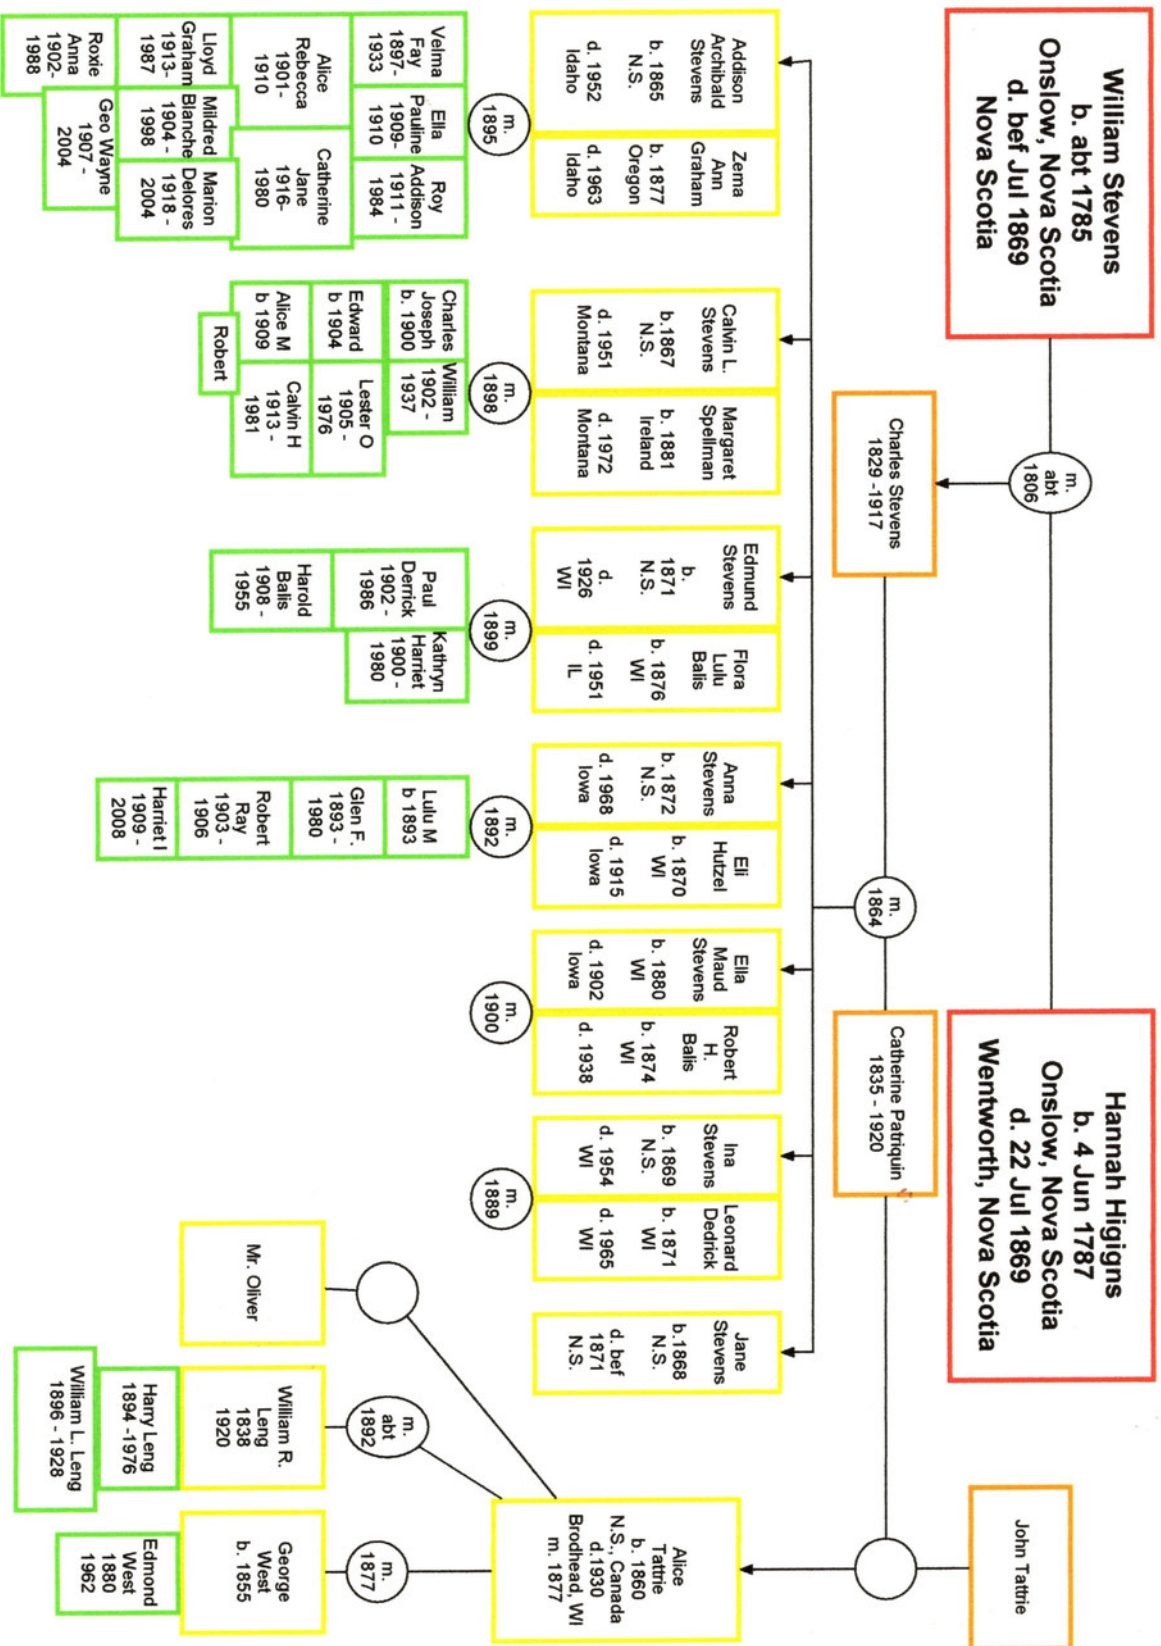 William Stevens
b. abt 1785
Onslow, Nova Scotia
d. bef Jul 1869
Nova Scotia
m.
abt
1806
Hannah Higigns
b. 4 Jun 1787
Onslow, Nova Scotia
d. 22 Jul 1869
Wentworth, Nova Scotia
Charles Stevens
1829 -1917
m.
1864
Catherine Patriquin
1835 - 1920
John Tattrie
Addison
Archibald
Stevens
b. 1865
N.S.
d. 1952
Idaho
Zema
Ann
Graham
b. 1877
Oregon
d. 1963
Idaho
m.
1895
Velma
Fay
1897-
1933
Ella
Pauline
1909-
1910
Roy
Addison
1911 -
1984
Alice
Rebecca
1901-
1910
Catherine
Jane
1916-
1980
Lloyd
Graham
1913-
1987
Mildred
Blanche
1904 -
1998
Marion
Delores
1918 -
2004
Roxie
Anna
1902-
1988
Geo Wayne
1907 -
2004
Calvin L.
Stevens
b.1867
N.S.
d. 1951
Montana
Margaret
Spellman
b. 1881
Ireland
d. 1972
Montana
m.
1898
Charles
Joseph
b. 1900
William
1902 -
1937
Edward
b 1904
Lester O
1905 -
1976
Alice M
b 1909
Calvin H
1913 -
1981
Robert
Edmund
Stevens
b.
1871
N.S.
d.
1926
WI
Flora
Lulu
Balis
b. 1876
WI
d. 1951
IL
m.
1899
Paul
Derrick
1902 -
1986
Kathryn
Harriet
1900 -
1980
Harold
Balis
1908 -
1955
Anna
Stevens
b. 1872
N.S.
d. 1968
Iowa
Eli
Hutzel
b. 1870
WI
d. 1915
Iowa
m.
1892
Lulu M
b 1893
Glen F.
1893 -
1980
Robert
Ray
1903 -
1906
Harriet I
1909 -
2008
Ella
Maud
Stevens
b. 1880
WI
d. 1902
Iowa
Robert
H.
Balis
b. 1874
WI
d. 1938
m.
1900
Ina
Stevens
b. 1869
N.S.
d. 1954
WI
Leonard
Dedrick
b. 1871
WI
d. 1965
WI
m.
1889
Jane
Stevens
b.1868
N.S.
d. bef
1871
N.S.
Alice
Tattrie
b. 1860
N.S., Canada
d.1930
Brodhead, WI
m. 1877
Mr. Oliver
m.
abt
1892
William R.
Leng
1838
1920
Harry Leng
1894 -1976
William L. Leng
1896 - 1928
m.
1877
George
West
b. 1855
Edmond
West
1880
1962